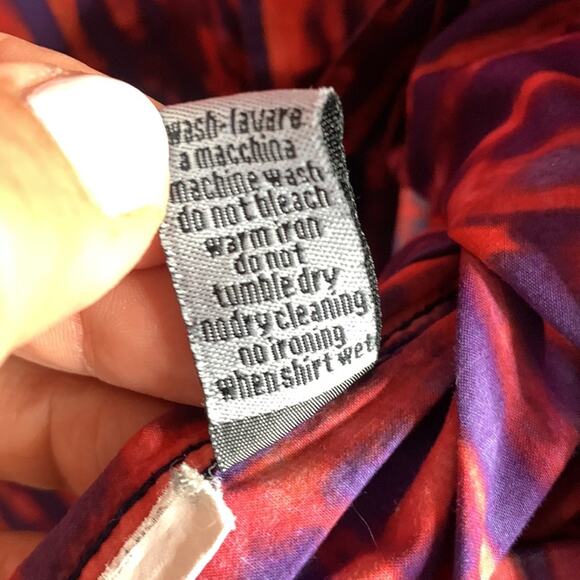 wash-lavare
a macchina
machine wash
do not bleach
warm iron
do not
tumble dry
no dry cleaning
no ironing
when shirt wet